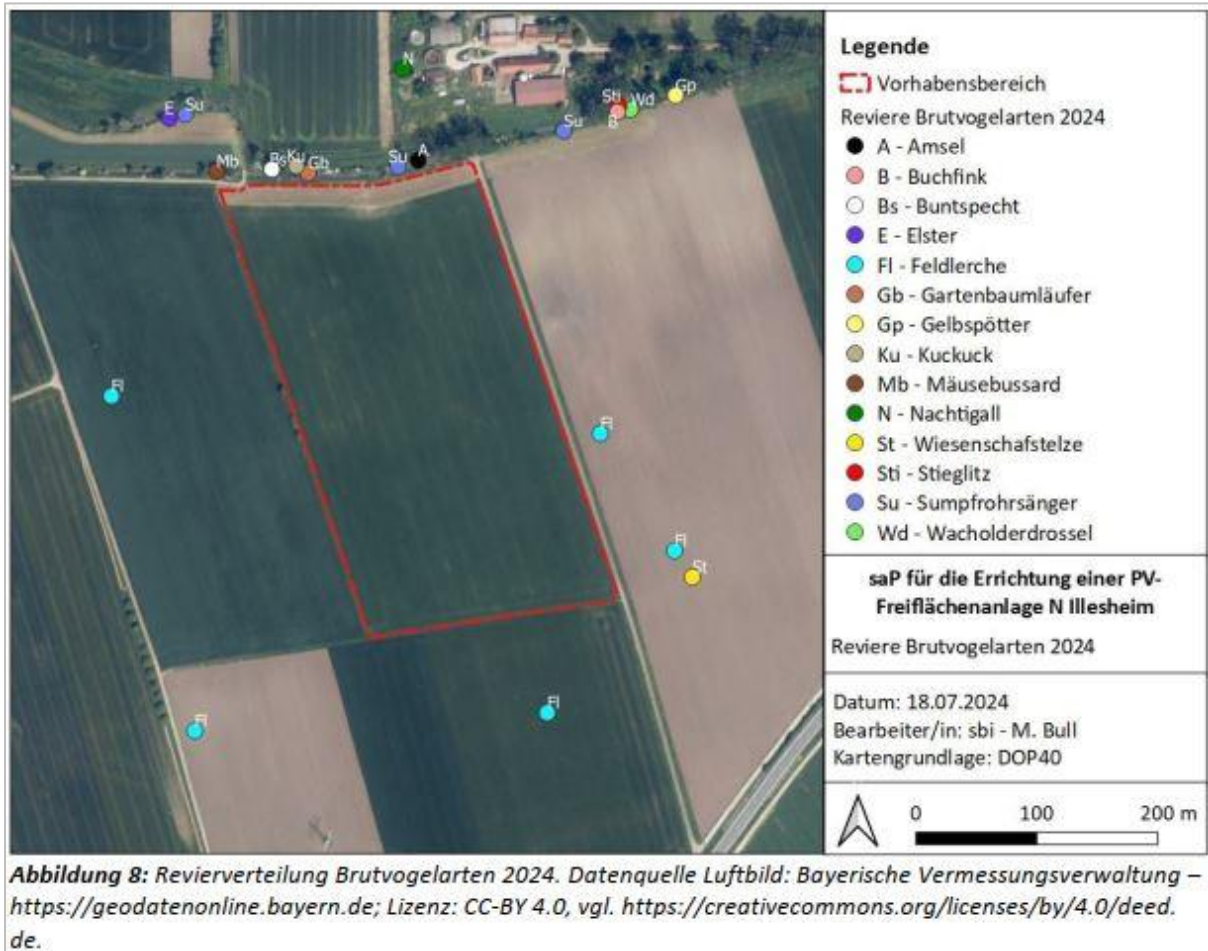 N
Gp
Sti
Wd
B
E
Su
Su
Mb
Bs
Ku
Gb
Su
A
Fl
Fl
Fl
St
Fl
Fl
Legende
Vorhabensbereich
Reviere Brutvogelarten 2024
A - Amsel
B - Buchfink
Bs - Buntspecht
E - Elster
Fl - Feldlerche
Gb - Gartenbaumläufer
Gp - Gelbspötter
Ku - Kuckuck
Mb - Mäusebussard
N - Nachtigall
St - Wiesenschafstelze
Sti - Stieglitz
Su - Sumpfrohrsänger
Wd - Wacholderdrossel
saP für die Errichtung einer PV-
Freiflächenanlage N Illesheim
Reviere Brutvogelarten 2024
Datum: 18.07.2024
Bearbeiter/in: sbi - M. Bull
Kartengrundlage: DOP40
0 100 200 m
Abbildung 8: Revierverteilung Brutvogelarten 2024. Datenquelle Luftbild: Bayerische Vermessungsverwaltung –
https://geodatenonline.bayern.de; Lizenz: CC-BY 4.0, vgl. https://creativecommons.org/licenses/by/4.0/deed.
de.